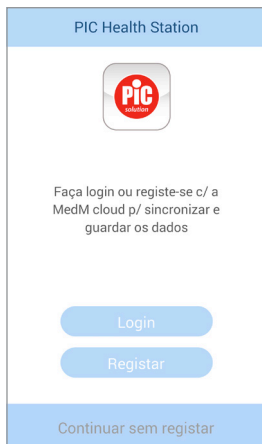 PIC Health Station
PiC
solution
Faça login ou registe-se c/ a
MedM cloud p/ sincronizar e
guardar os dados
Login
Registar
Continuar sem registar